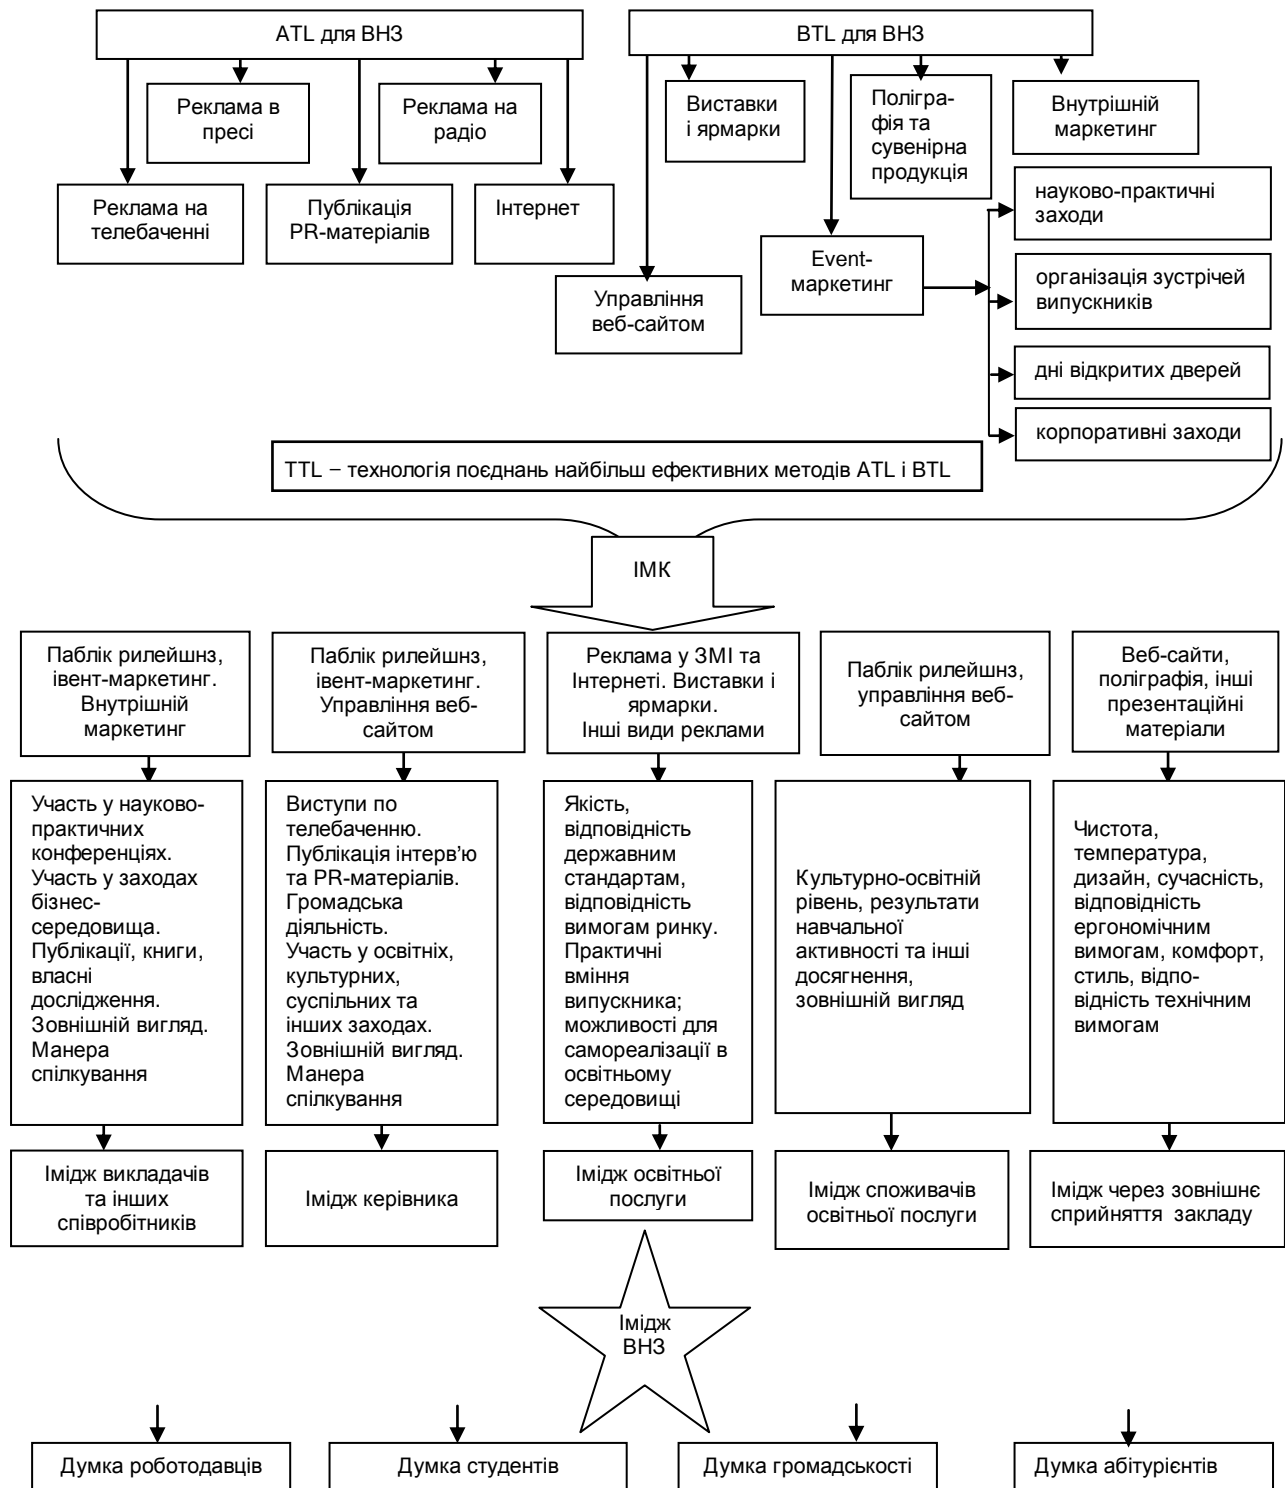 ATL для ВНЗ
BTL для ВНЗ
Реклама в
пресі
Реклама на
радіо
Виставки
і ярмарки
Полігра-
фія та
сувенірна
продукція
Внутрішній
маркетинг
Реклама на
телебаченні
Публікація
PR-матеріалів
Інтернет
Управління
веб-сайтом
Event-
маркетинг
науково-практичні
заходи
організація зустрічей
випускників
дні відкритих дверей
корпоративні заходи
TTL – технологія поєднань найбільш ефективних методів ATL і BTL
ІМК
Паблік рилейшнз,
івент-маркетинг.
Внутрішній
маркетинг
Паблік рилейшнз,
івент-маркетинг.
Управління веб-
сайтом
Реклама у ЗМІ та
Інтернеті. Виставки і
ярмарки.
Інші види реклами
Паблік рилейшнз,
управління веб-
сайтом
Веб-сайти,
поліграфія, інші
презентаційні
матеріали
Участь у науково-
практичних
конференціях.
Участь у заходах
бізнес-
середовища.
Публікації, книги,
власні
дослідження.
Зовнішній вигляд.
Манера
спілкування
Виступи по
телебаченню.
Публікація інтерв’ю
та PR-матеріалів.
Громадська
діяльність.
Участь у освітніх,
культурних,
суспільних та
інших заходах.
Зовнішній вигляд.
Манера
спілкування
Якість,
відповідність
державним
стандартам,
відповідність
вимогам ринку.
Практичні
вміння
випускника;
можливості для
самореалізації в
освітньому
середовищі
Культурно-освітній
рівень, результати
навчальної
активності та інші
досягнення,
зовнішній вигляд
Чистота,
температура,
дизайн, сучасність,
відповідність
ергономічним
вимогам, комфорт,
стиль, відпо-
відність технічним
вимогам
Імідж викладачів
та інших
співробітників
Імідж керівника
Імідж освітньої
послуги
Імідж споживачів
освітньої послуги
Імідж через зовнішнє
сприйняття закладу
Імідж
ВНЗ
Думка роботодавців
Думка студентів
Думка громадськості
Думка абітурієнтів